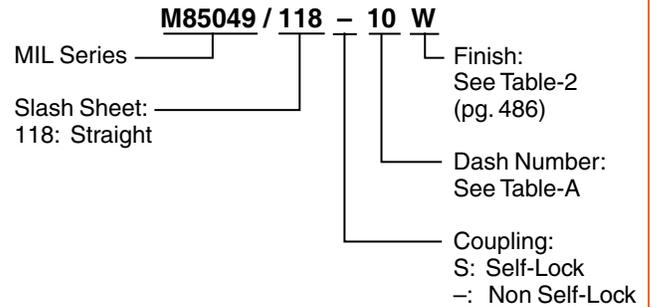 M85049 / 118 – 10 W
MIL Series
Slash Sheet:
118: Straight
Finish:
See Table-2
(pg. 486)
Dash Number:
See Table-A
Coupling:
S: Self-Lock
–: Non Self-Lock